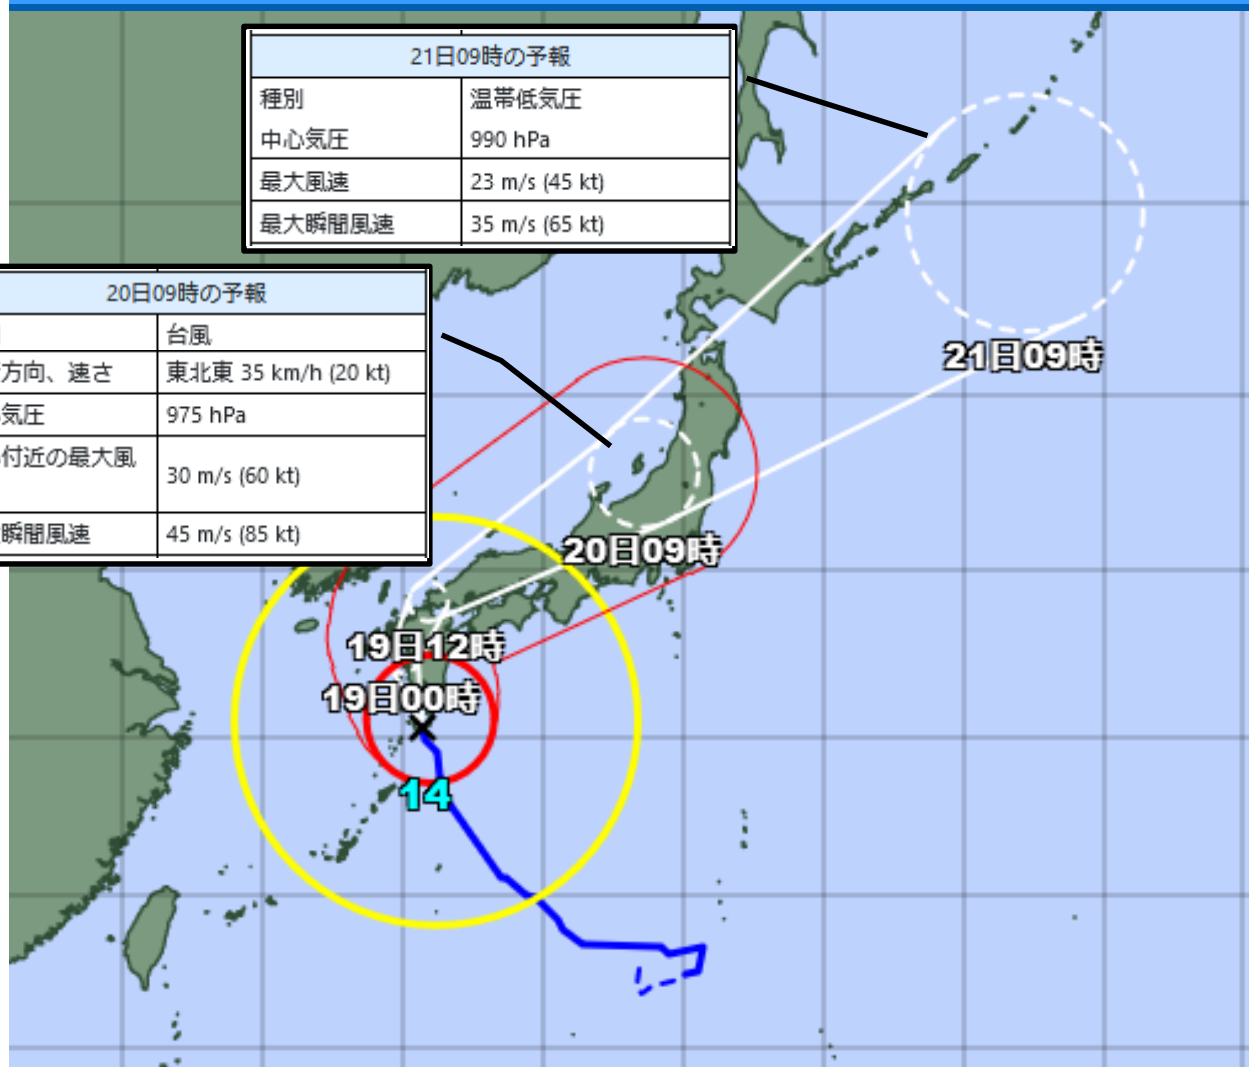 21日09時の予報
種別 温帯低気圧
中心気圧 990 hPa
最大風速 23 m/s (45 kt)
最大瞬間風速 35 m/s (65 kt)
20日09時の予報
台風
方向、速さ 東北東 35 km/h (20 kt)
気圧 975 hPa
付近の最大風
30 m/s (60 kt)
瞬間風速 45 m/s (85 kt)
21日09時
20日09時
19日12時
19日00時
14